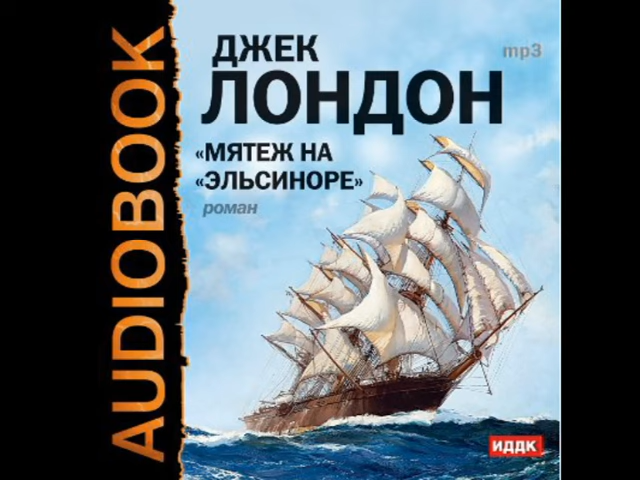 AUDIOBOOK
ДЖЕК
mp3
ЛОНДОН
«МЯТЕЖ НА
«ЭЛЬСИНОРЕ»
роман
ИДДК